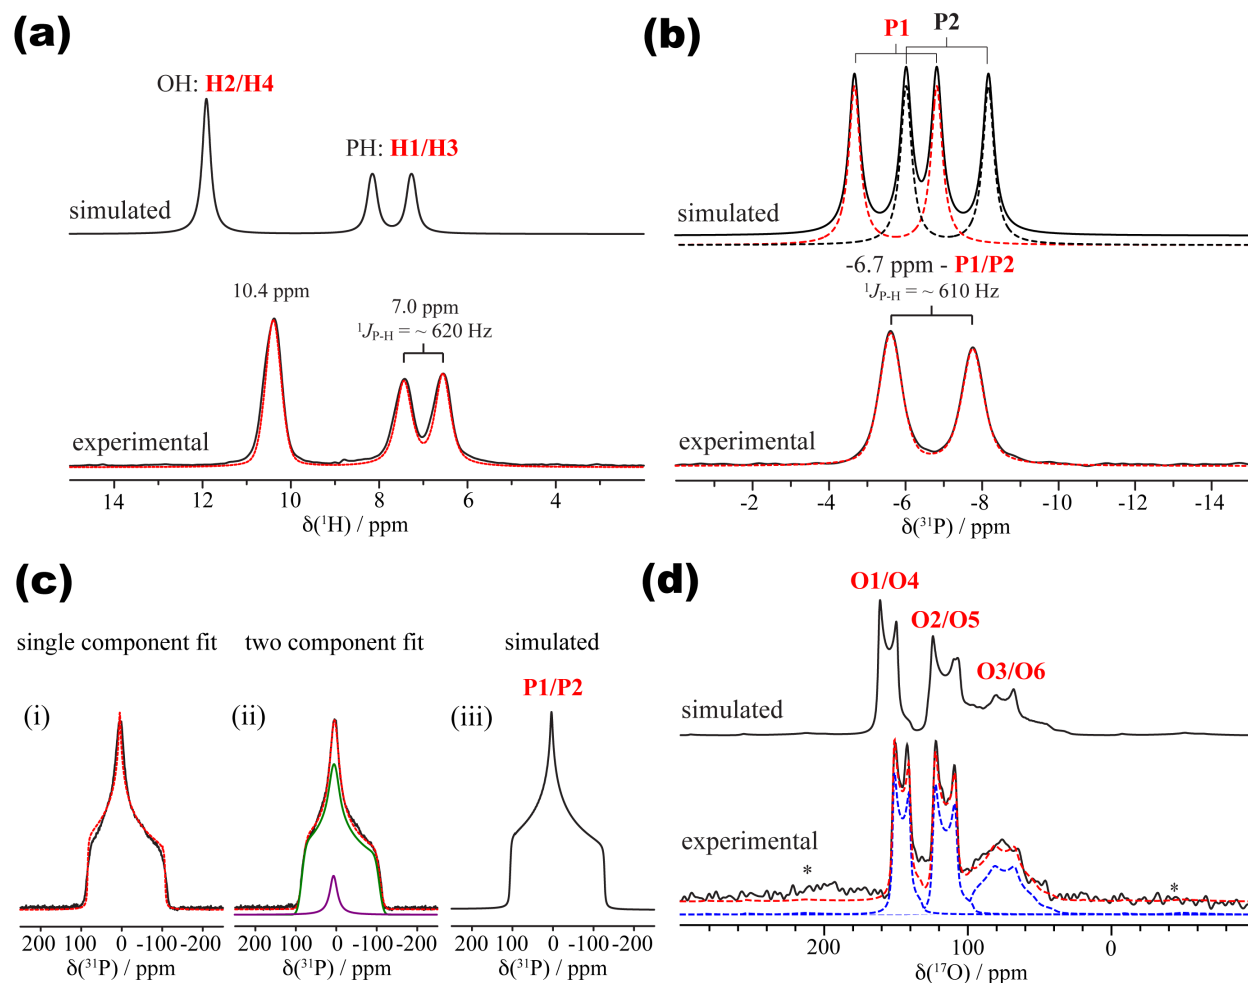 (a)
OH: H2/H4
PH: H1/H3
simulated
10.4 ppm
7.0 ppm
¹J_P-H = ~ 620 Hz
experimental
14 12 10 8 6 4
δ(¹H) / ppm
(b)
P1 P2
simulated
-6.7 ppm - P1/P2
¹J_P-H = ~ 610 Hz
experimental
-2 -4 -6 -8 -10 -12 -14
δ(³¹P) / ppm
(c)
single component fit two component fit simulated
P1/P2
(i) (ii) (iii)
200 100 0 -100 -200 200 100 0 -100 -200 200 100 0 -100 -200
δ(³¹P) / ppm δ(³¹P) / ppm δ(³¹P) / ppm
(d)
O1/O4
O2/O5
O3/O6
simulated
experimental
* *
200 100 0
δ(¹⁷O) / ppm